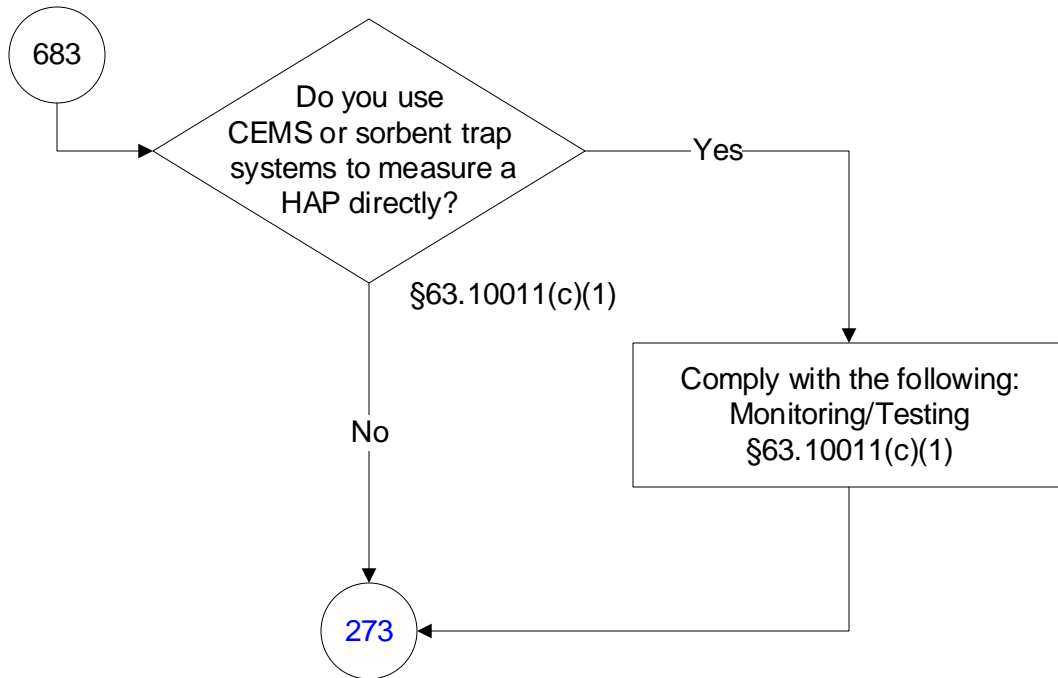 683
Do you use
CEMS or sorbent trap
systems to measure a
HAP directly?
Yes
§63.10011(c)(1)
Comply with the following:
Monitoring/Testing
§63.10011(c)(1)
No
273